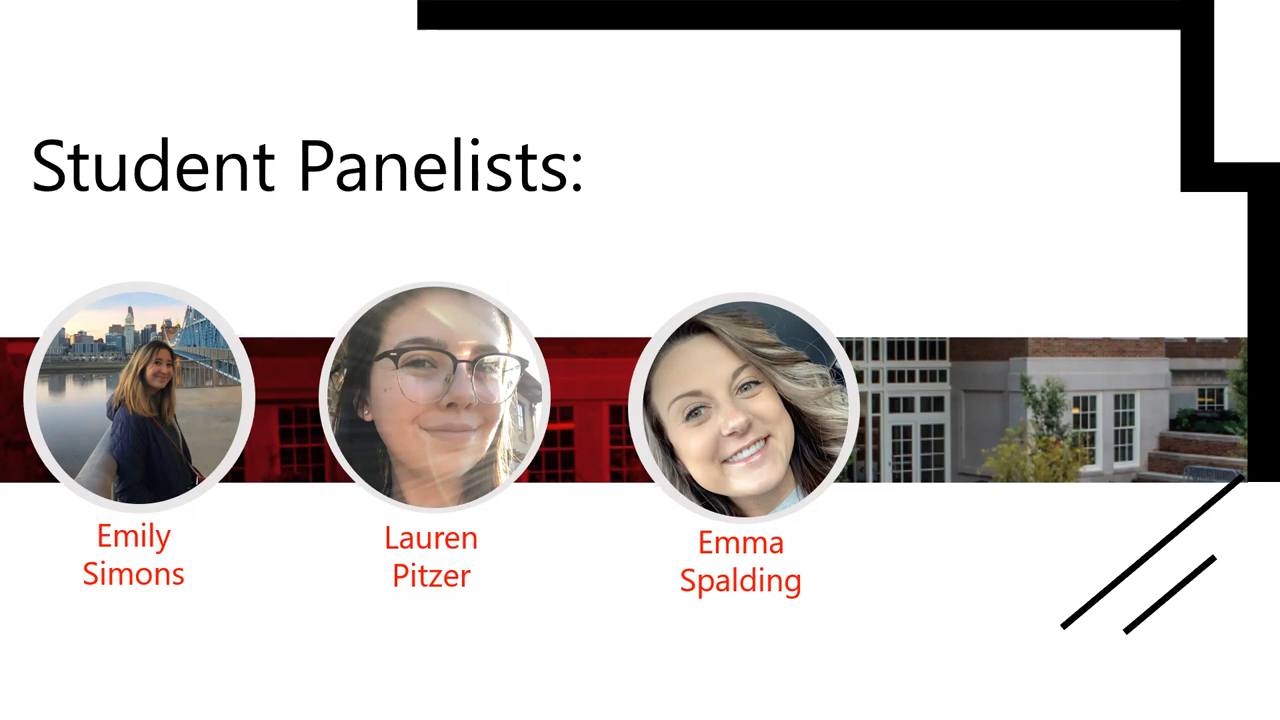 Student Panelists:
Emily
Simons
Lauren
Pitzer
Emma
Spalding